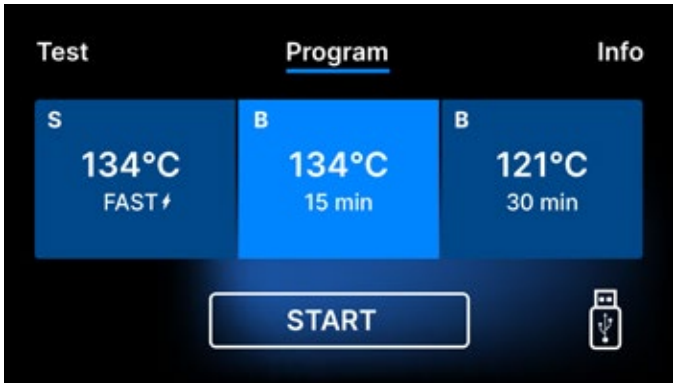 Test
Program
Info
S
134°C
FAST
B
134°C
15 min
B
121°C
30 min
START